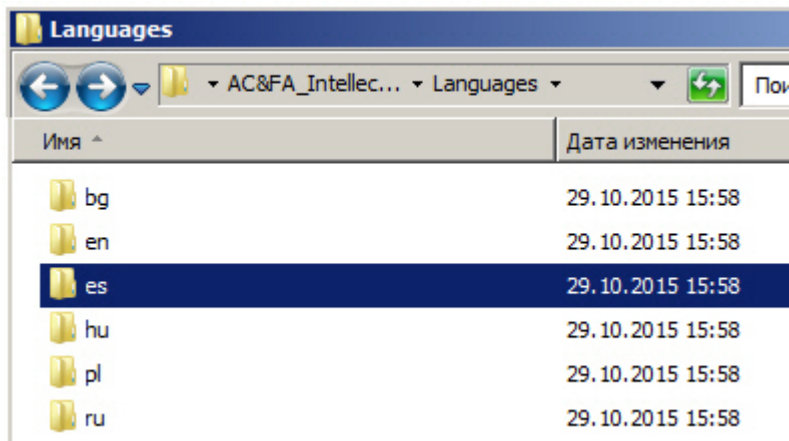 Languages
AC&FA_Intellec... Languages
Имя Дата изменения
bg 29.10.2015 15:58
en 29.10.2015 15:58
es 29.10.2015 15:58
hu 29.10.2015 15:58
pl 29.10.2015 15:58
ru 29.10.2015 15:58